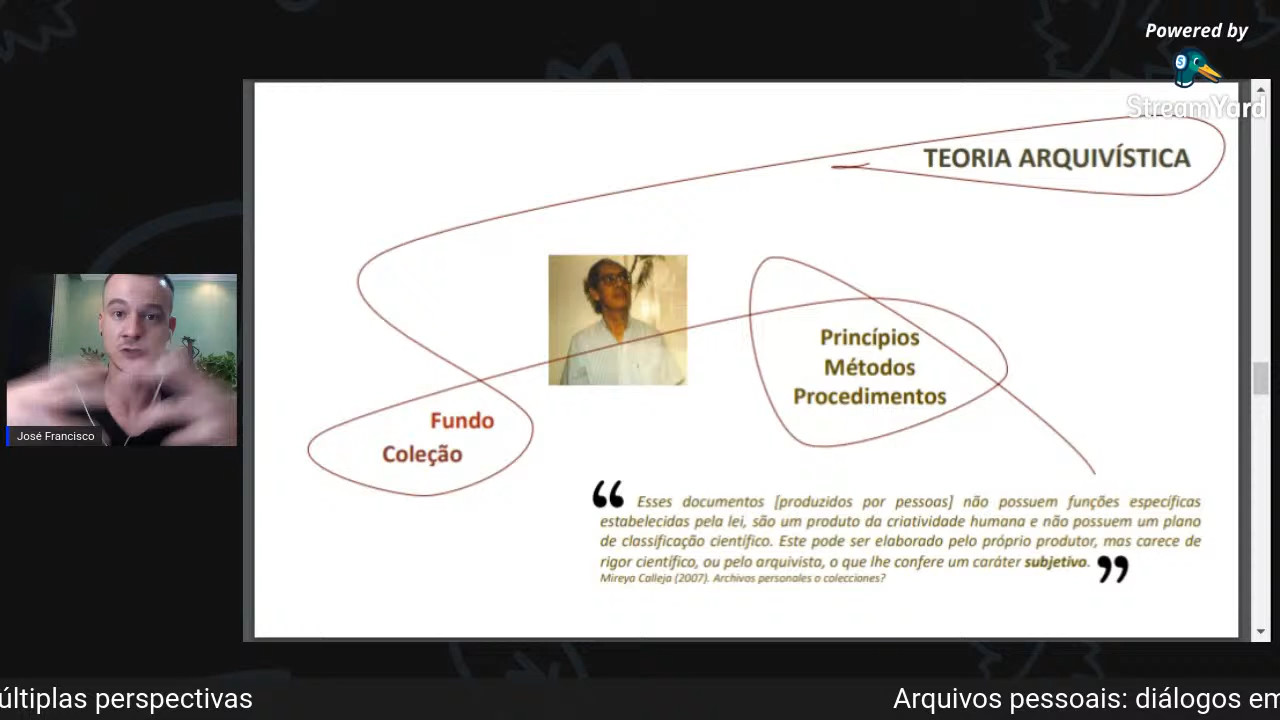 Powered by
StreamYard
TEORIA ARQUIVÍSTICA
Princípios
Métodos
Procedimentos
Fundo
Coleção
José Francisco
“ Esses documentos [produzidos por pessoas] não possuem funções específicas
estabelecidas pela lei, são um produto da criatividade humana e não possuem um plano
de classificação científico. Este pode ser elaborado pelo próprio produtor, mas carece de
rigor científico, ou pelo arquivista, o que lhe confere um caráter subjetivo. ”
Mireya Calleja (2007). Archivos personales o colecciones?
últiplas perspectivas
Arquivos pessoais: diálogos em